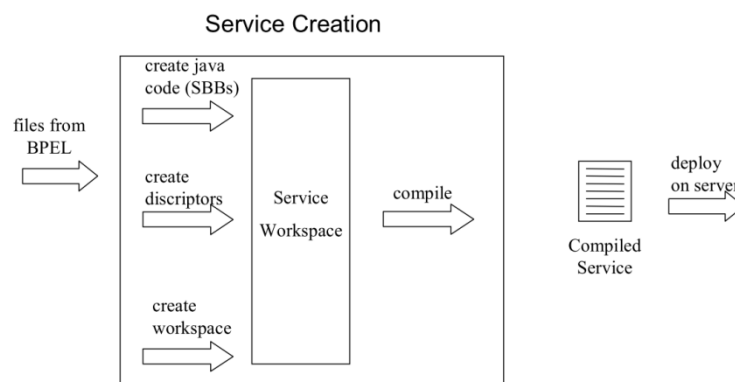 Service Creation
files from
BPEL
create java
code (SBBs)
create
discriptors
create
workspace
Service
Workspace
compile
Compiled
Service
deploy
on server